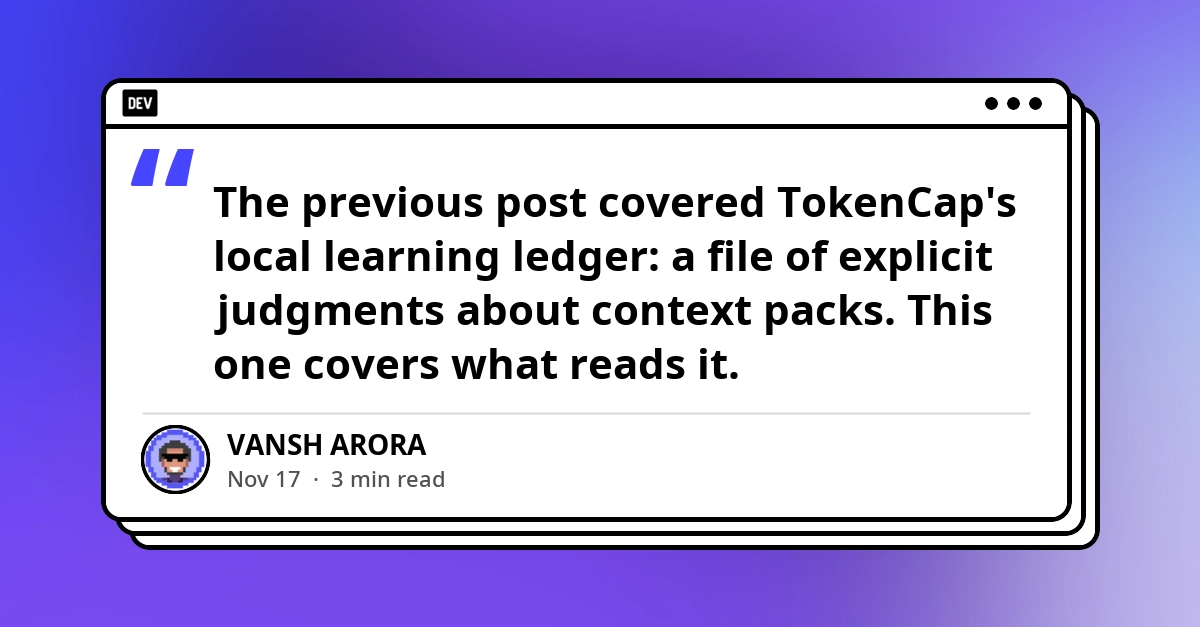 DEV
The previous post covered TokenCap's
local learning ledger: a file of explicit
judgments about context packs. This
one covers what reads it.
VANSH ARORA
Nov 17 · 3 min read